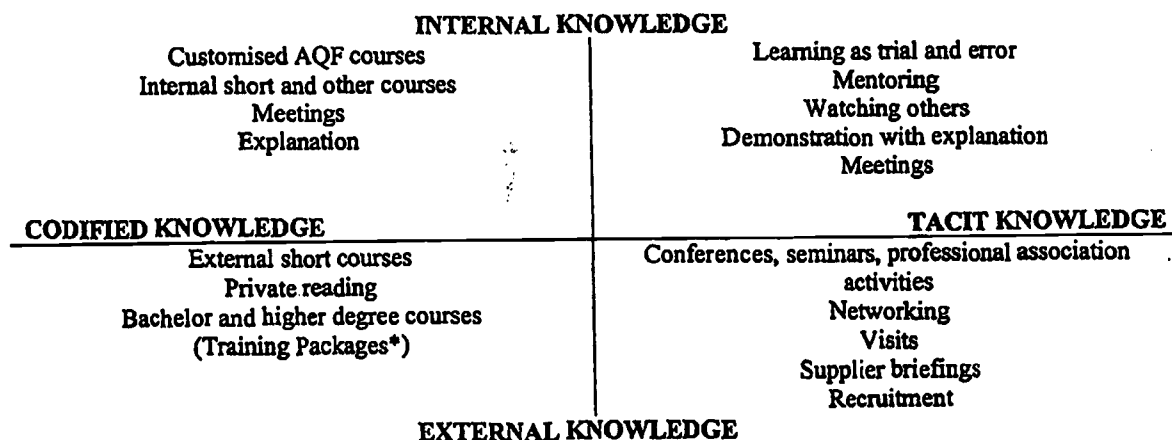 INTERNAL KNOWLEDGE
Customised AQF courses
Internal short and other courses
Meetings
Explanation
Learning as trial and error
Mentoring
Watching others
Demonstration with explanation
Meetings
CODIFIED KNOWLEDGE
TACIT KNOWLEDGE
External short courses
Private reading
Bachelor and higher degree courses
(Training Packages*)
Conferences, seminars, professional association
activities
Networking
Visits
Supplier briefings
Recruitment
EXTERNAL KNOWLEDGE